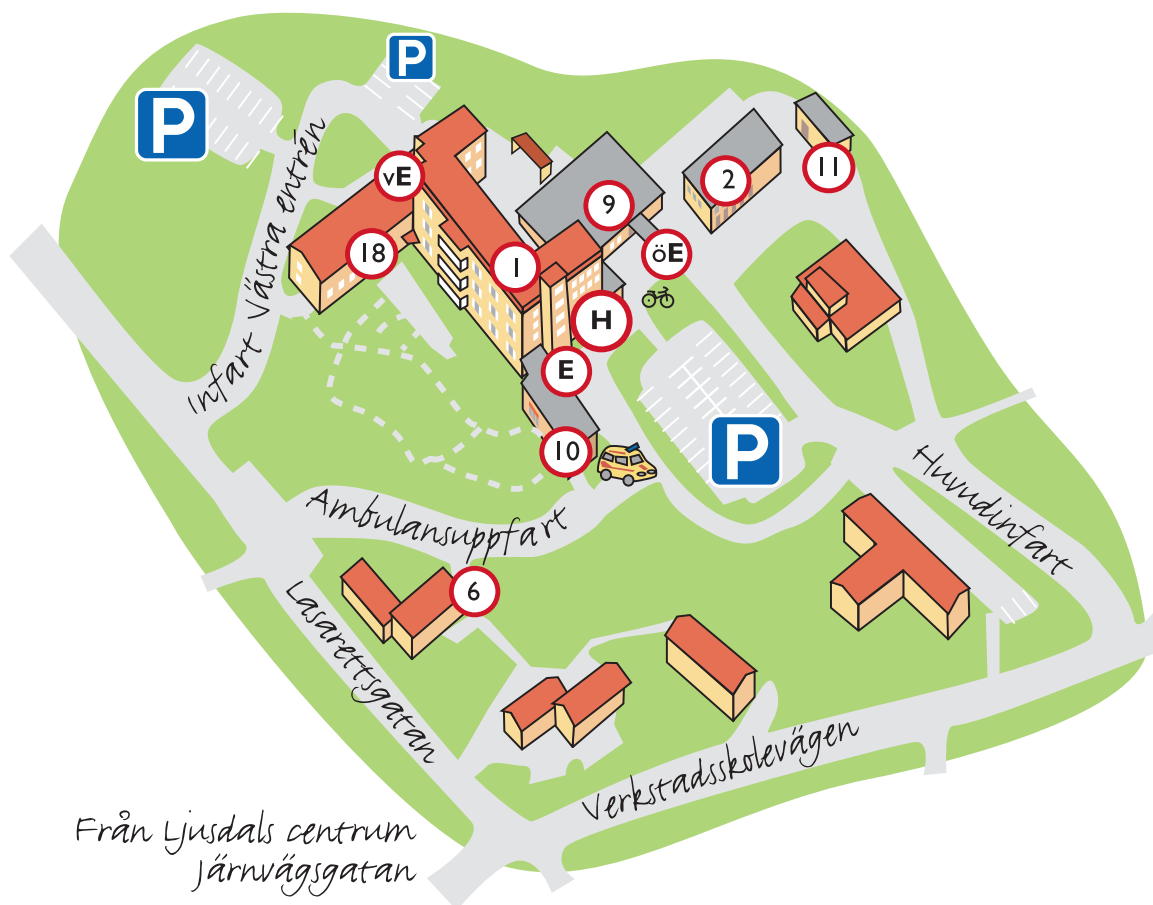 P
P
Infart Västra entrén
vE
18
1
9
2
11
öE
H
E
10
P
Ambulansuppfart
Huvudinfart
6
Lasarettsgatan
Verkstadsskolevägen
Från Ljusdals centrum
Järnvägsgatan